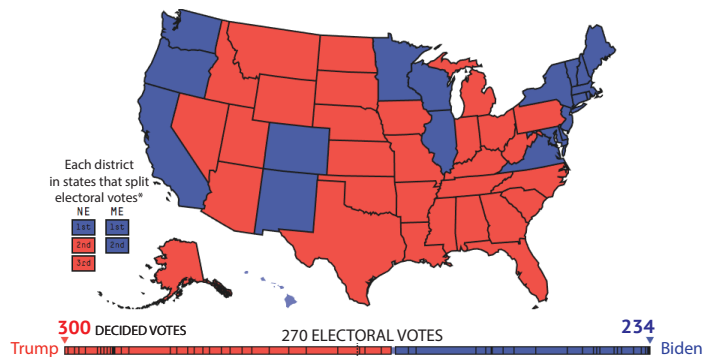 Each district
in states that split
electoral votes*
NE ME
1st 1st
2nd 2nd
3rd
300 DECIDED VOTES
270 ELECTORAL VOTES
234
Trump
Biden